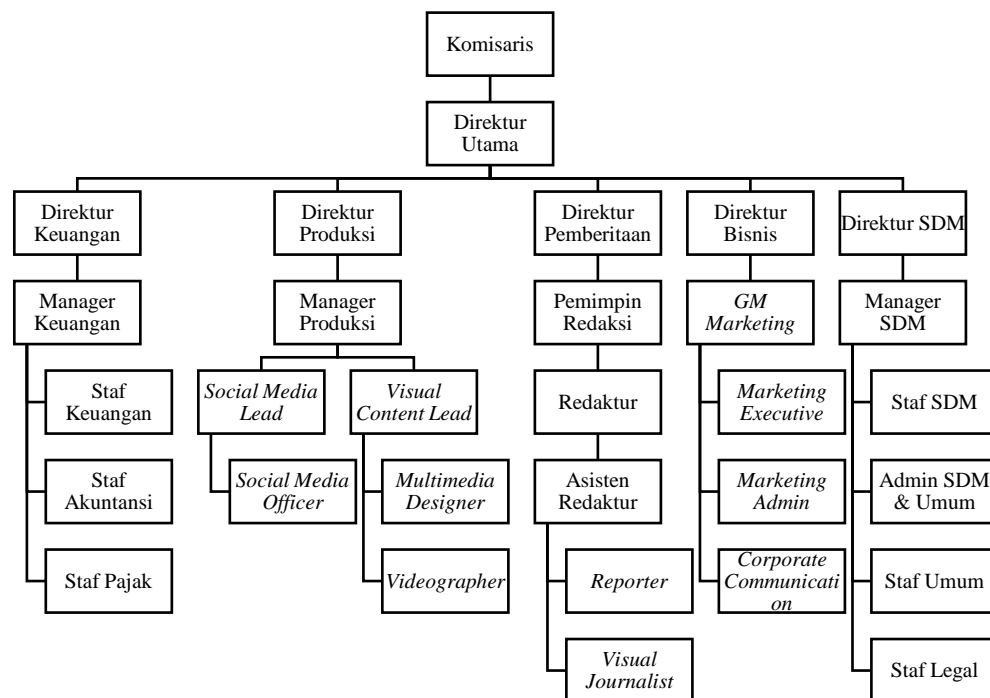 Komisaris
Direktur
Utama
Direktur
Keuangan
Direktur
Produksi
Direktur
Pemberitaan
Direktur
Bisnis
Direktur SDM
Manager
Keuangan
Manager
Produksi
Pemimpin
Redaksi
GM
Marketing
Manager
SDM
Staf
Keuangan
Social Media
Lead
Visual
Content Lead
Redaktur
Marketing
Executive
Staf SDM
Staf
Akuntansi
Social Media
Officer
Multimedia
Designer
Asisten
Redaktur
Marketing
Admin
Admin SDM
& Umum
Staf Pajak
Videographer
Reporter
Corporate
Communicati
on
Staf Umum
Visual
Journalist
Staf Legal